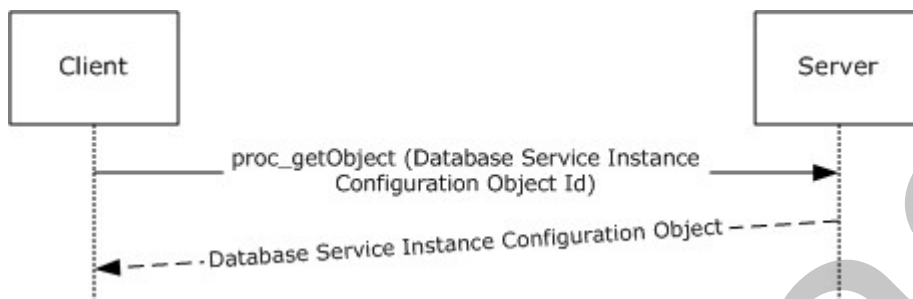 Client
Server
proc_getObject (Database Service Instance
Configuration Object Id)
Database Service Instance Configuration Object